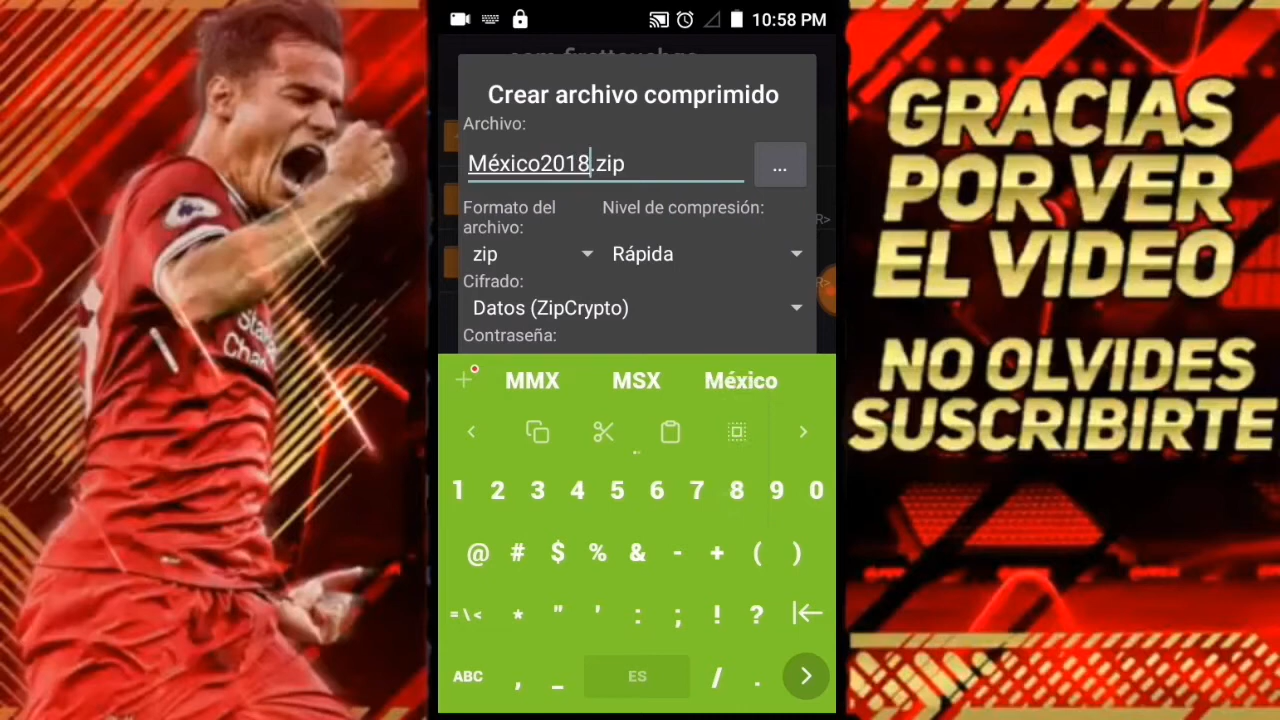 10:58 PM
Crear archivo comprimido
Archivo:
México2018.zip
...
Formato del archivo:
Nivel de compresión:
zip
Rápida
Cifrado:
Datos (ZipCrypto)
Contraseña:
MMX MSX México
1 2 3 4 5 6 7 8 9 0
@ # $ % & - + ( )
=\< * " ' : ; ! ?
ABC , _ ES / .
GRACIAS
POR VER
EL VIDEO
NO OLVIDES
SUSCRIBIRTE